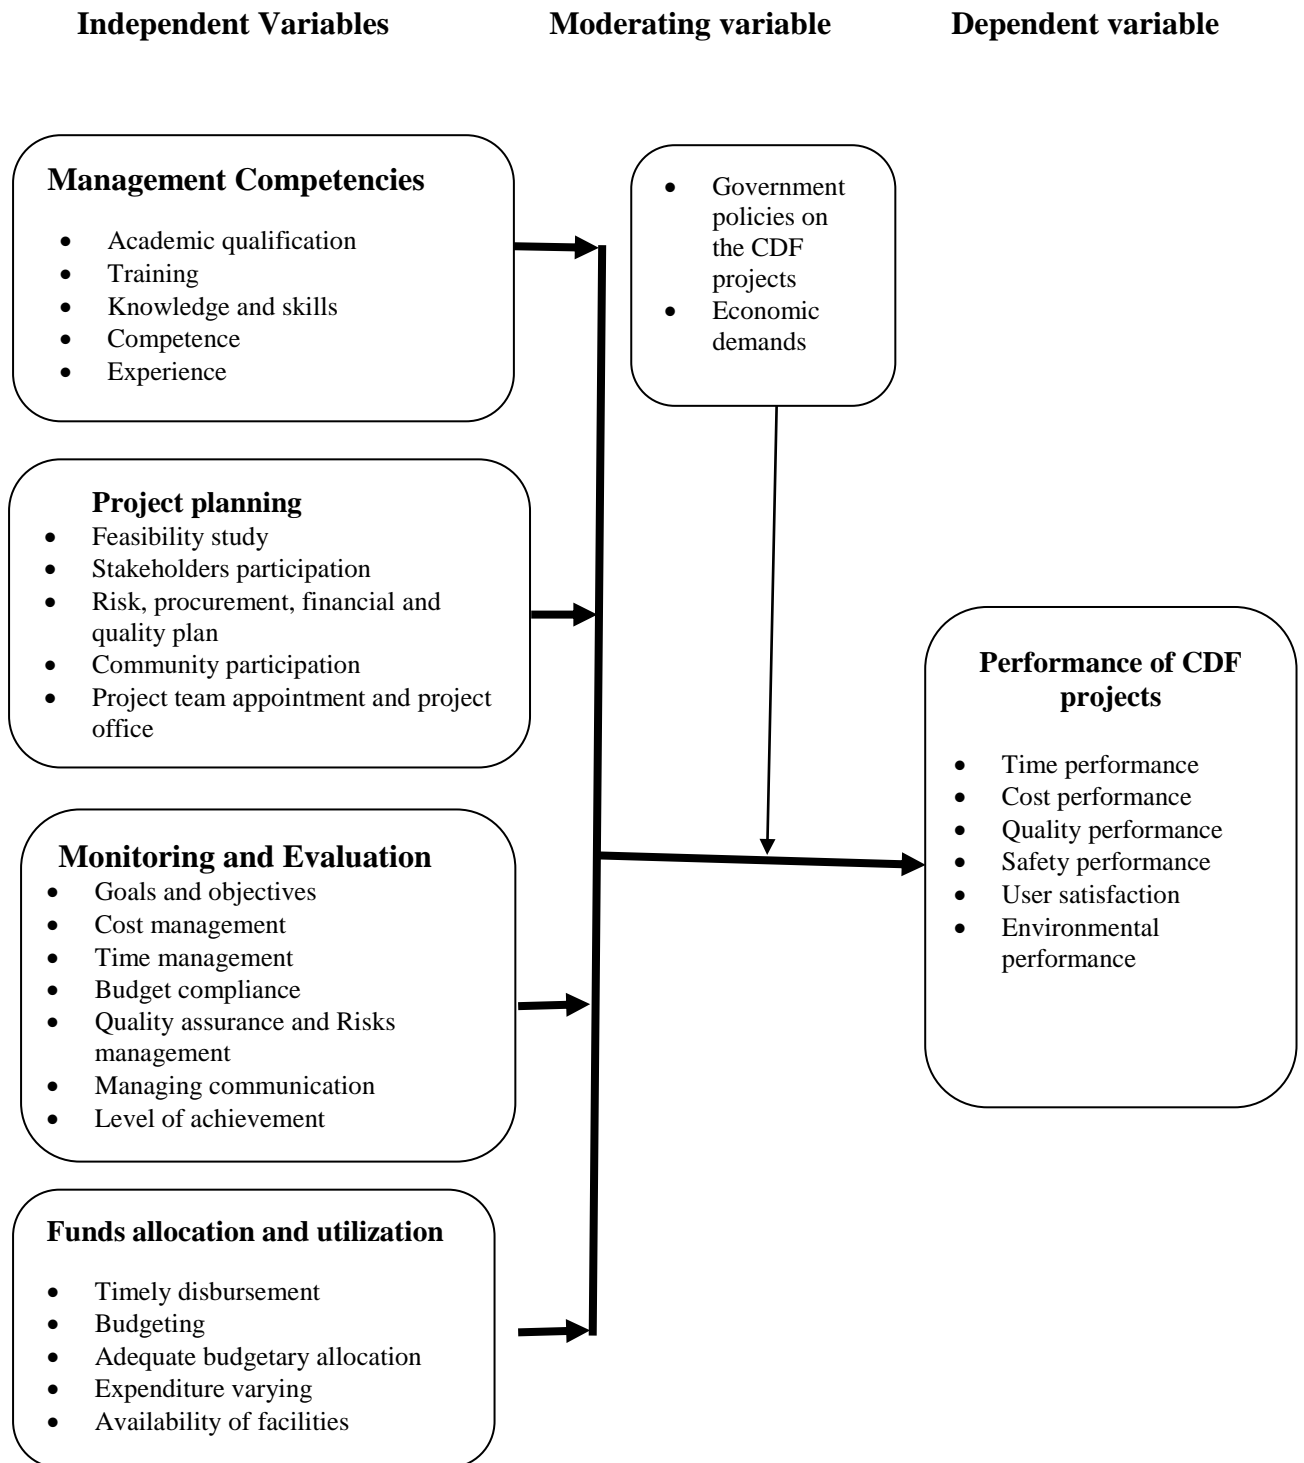 Independent Variables
Moderating variable
Dependent variable
Management Competencies
• Academic qualification
• Training
• Knowledge and skills
• Competence
• Experience
• Government
policies on
the CDF
projects
• Economic
demands
Project planning
• Feasibility study
• Stakeholders participation
• Risk, procurement, financial and
quality plan
• Community participation
• Project team appointment and project
office
Performance of CDF
projects
• Time performance
• Cost performance
• Quality performance
• Safety performance
• User satisfaction
• Environmental
performance
Monitoring and Evaluation
• Goals and objectives
• Cost management
• Time management
• Budget compliance
• Quality assurance and Risks
management
• Managing communication
• Level of achievement
Funds allocation and utilization
• Timely disbursement
• Budgeting
• Adequate budgetary allocation
• Expenditure varying
• Availability of facilities